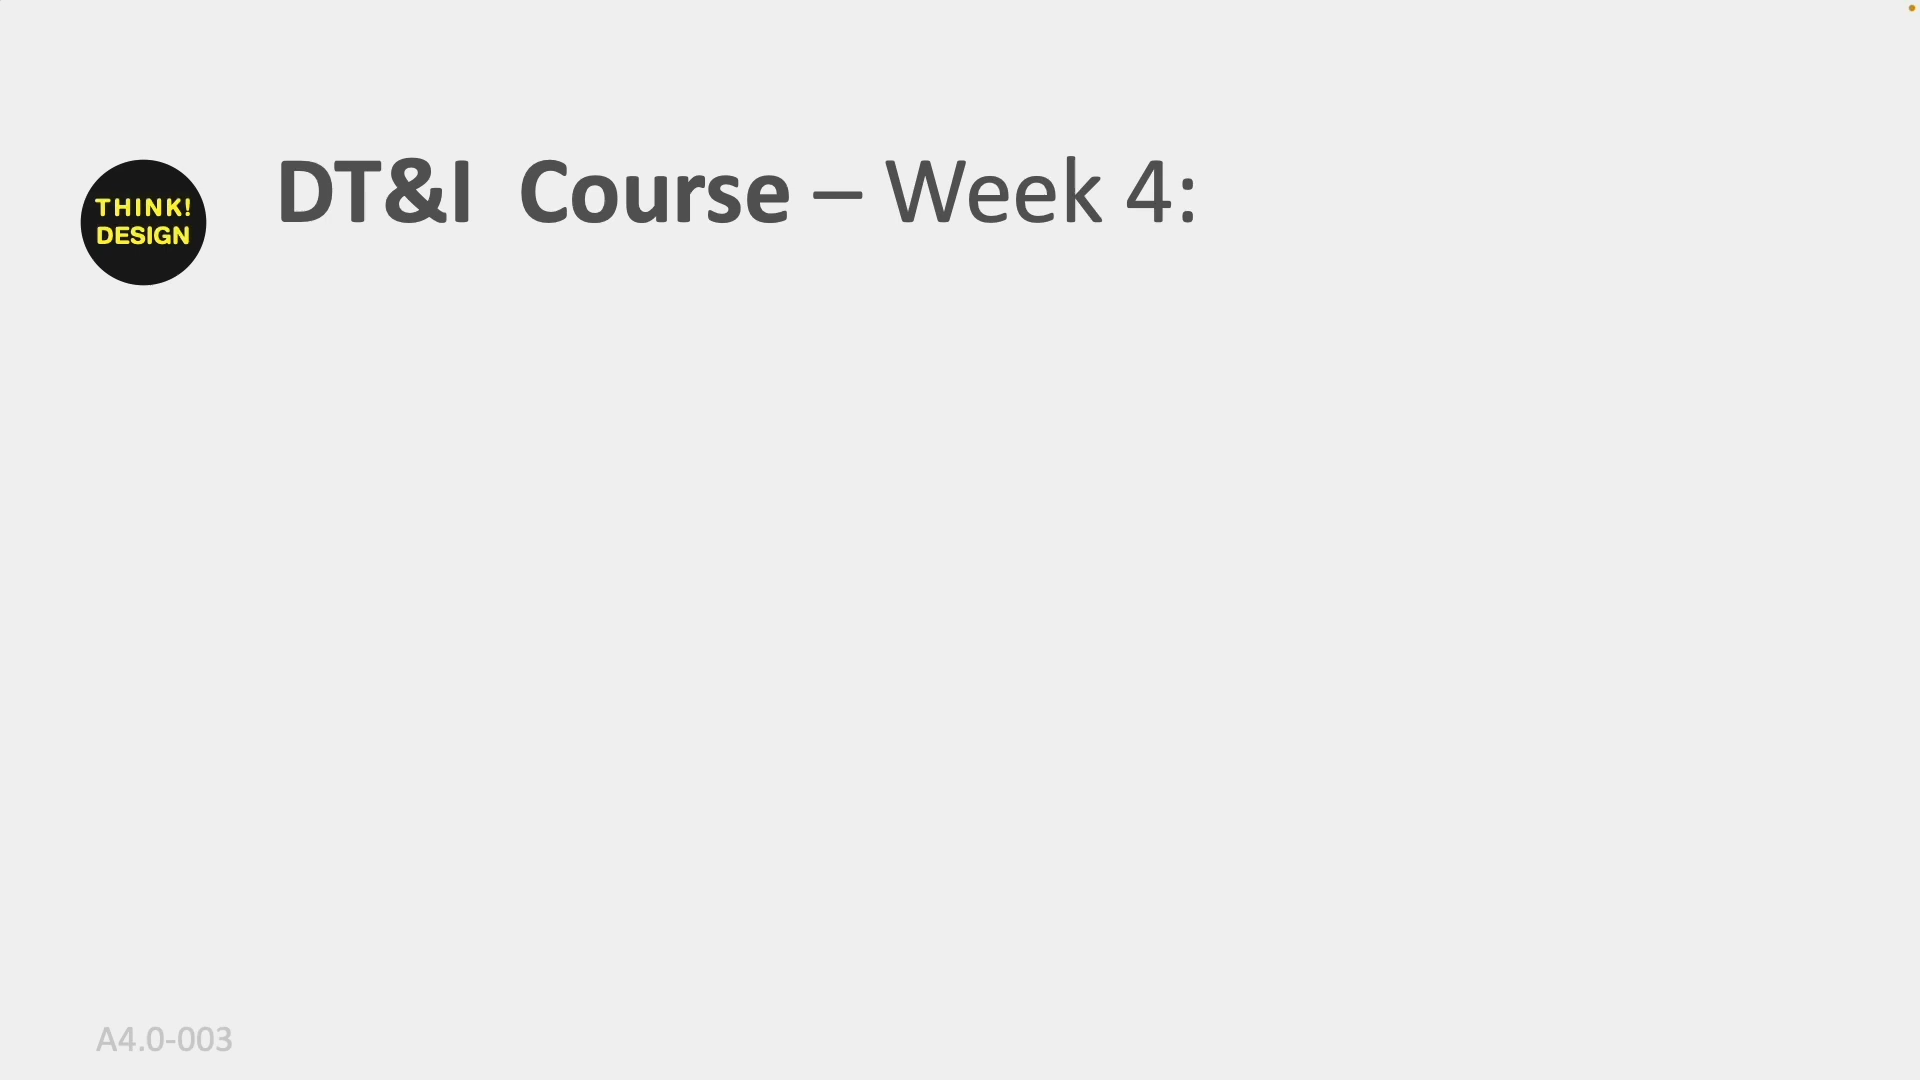 DT&I  Course – Week 4:
THINK!
DESIGN
A4.0-003